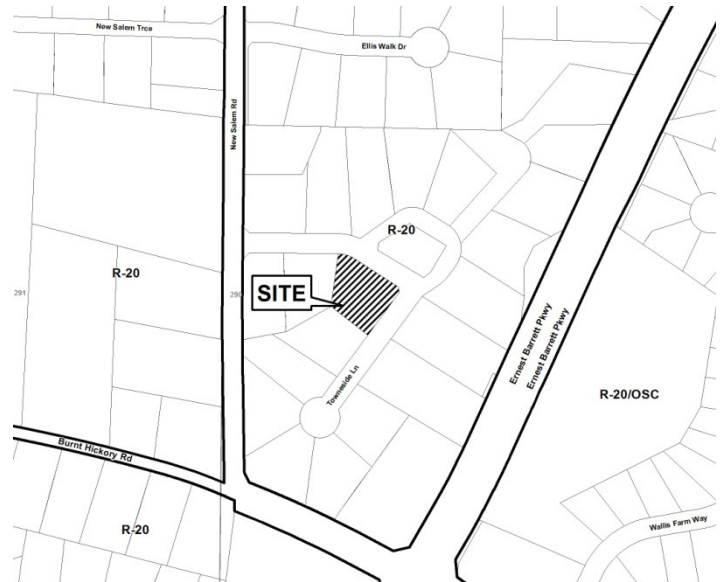 New Salem Trce
Ellis Walk Dr
New Salem Rd
R-20
R-20
291
290
SITE
Ernest Barrett Pkwy
Ernest Barrett Pkwy
Towneside Ln
R-20/OSC
Burnt Hickory Rd
R-20
Wallis Farm Way